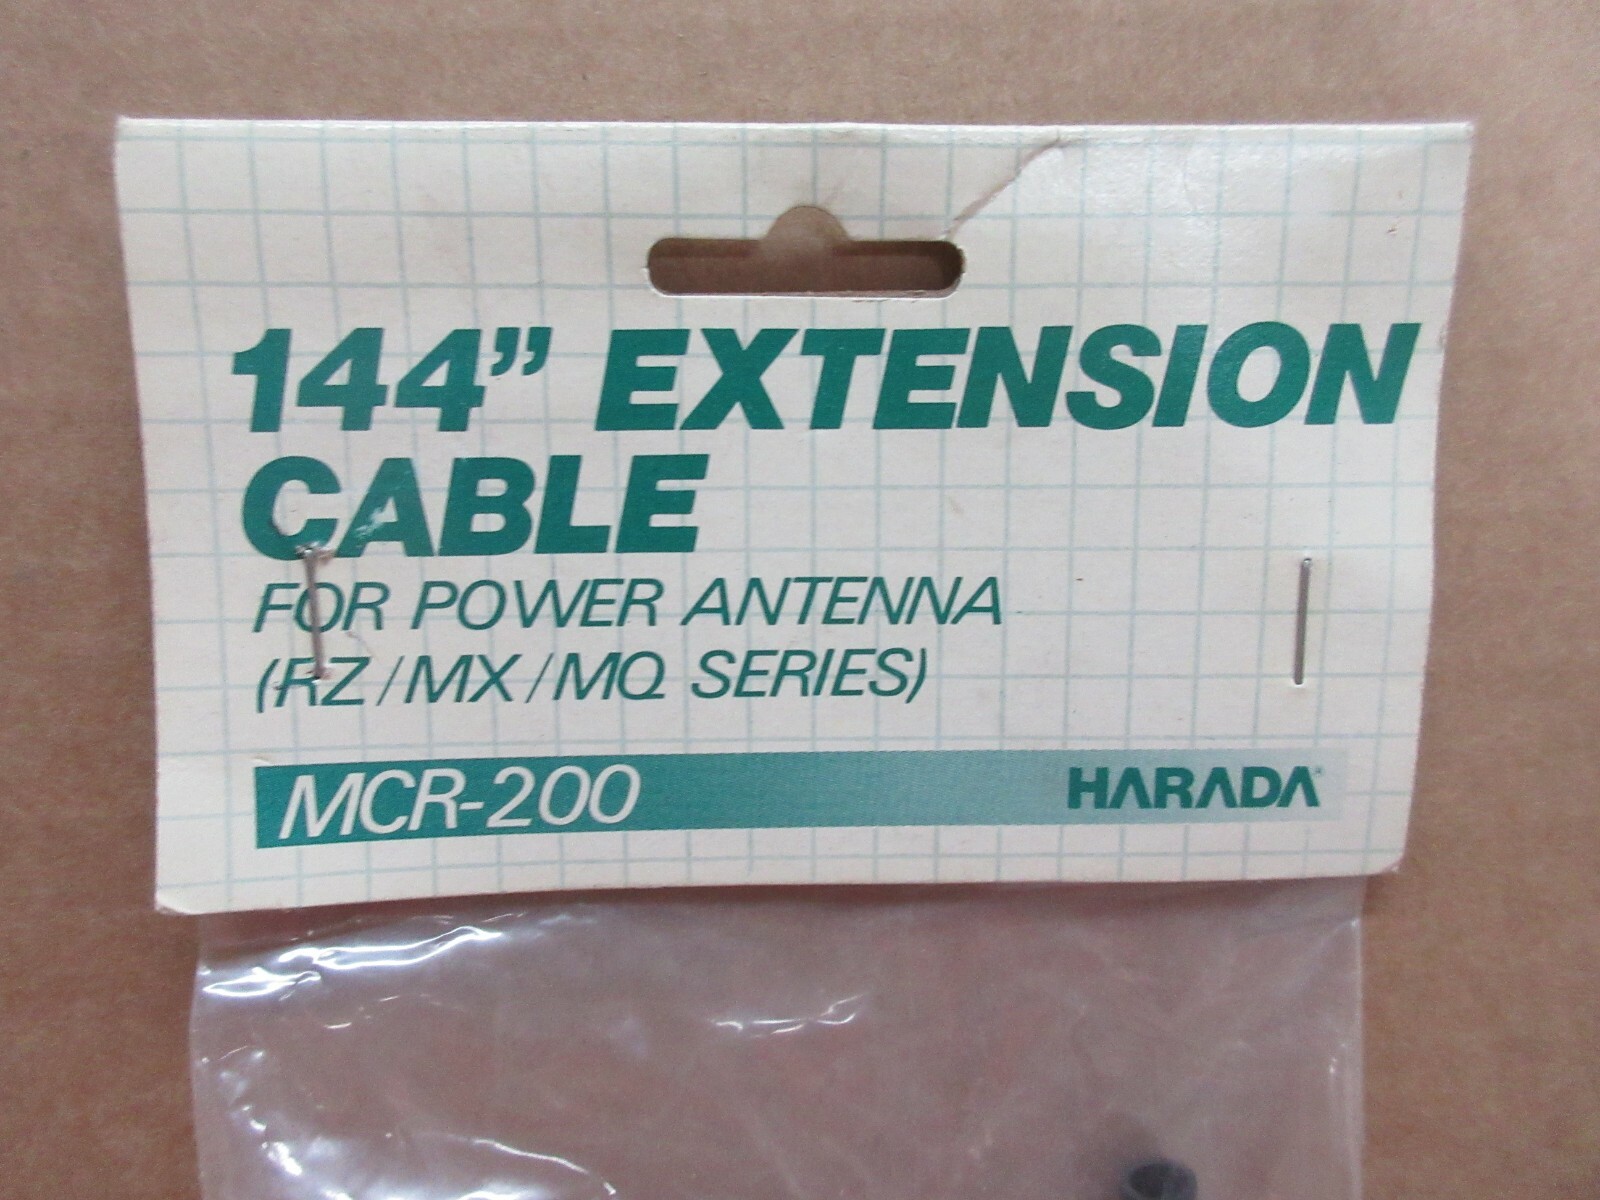 144” EXTENSION
CABLE
FOR POWER ANTENNA
(RZ/MX/MQ SERIES)
MCR-200 HARADA